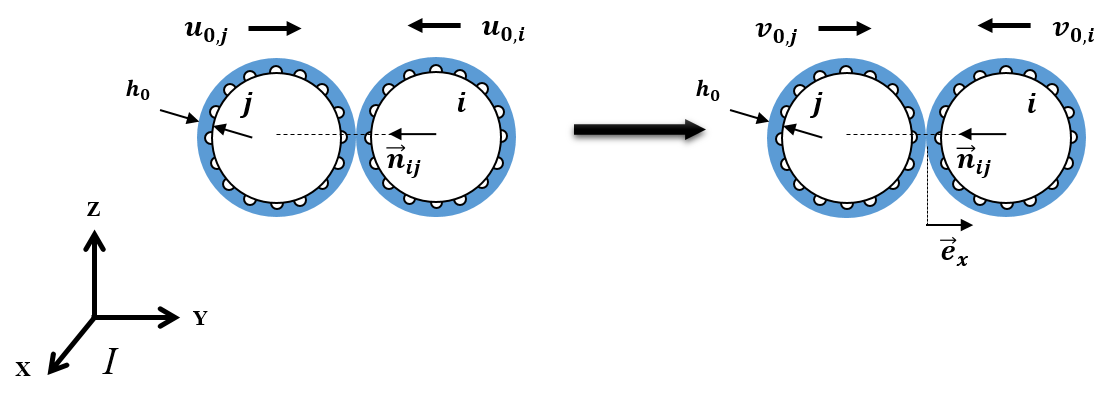 u₀,ⱼ u₀,ᵢ v₀,ⱼ v₀,ᵢ
h₀ j i h₀ j i
n⃗ᵢⱼ n⃗ᵢⱼ
e⃗ₓ
Z
Y
X I